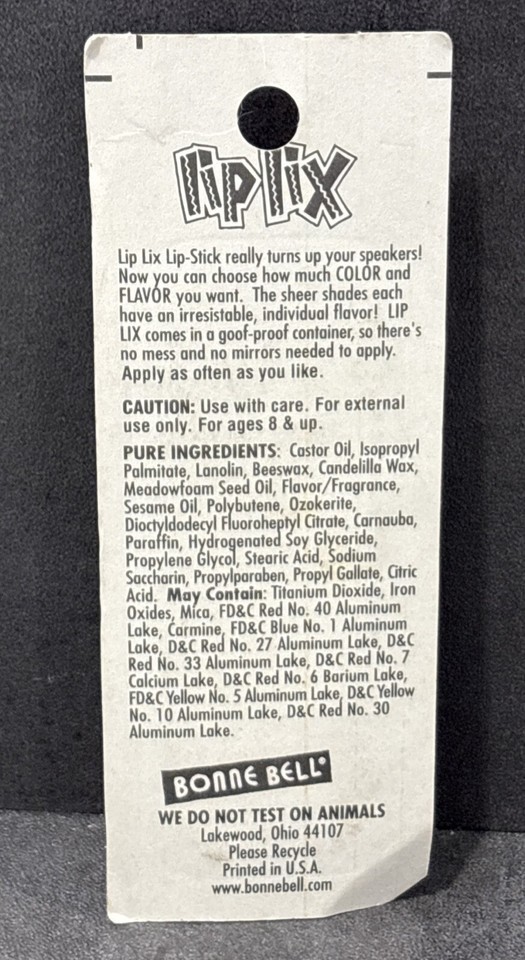 lip lix
Lip Lix Lip-Stick really turns up your speakers!
Now you can choose how much COLOR and
FLAVOR you want. The sheer shades each
have an irresistable, individual flavor! LIP
LIX comes in a goof-proof container, so there's
no mess and no mirrors needed to apply.
Apply as often as you like.
CAUTION: Use with care. For external
use only. For ages 8 & up.
PURE INGREDIENTS: Castor Oil, Isopropyl
Palmitate, Lanolin, Beeswax, Candelilla Wax,
Meadowfoam Seed Oil, Flavor/Fragrance,
Sesame Oil, Polybutene, Ozokerite,
Dioctyldodecyl Fluoroheptyl Citrate, Carnauba,
Paraffin, Hydrogenated Soy Glyceride,
Propylene Glycol, Stearic Acid, Sodium
Saccharin, Propylparaben, Propyl Gallate, Citric
Acid. May Contain: Titanium Dioxide, Iron
Oxides, Mica, FD&C Red No. 40 Aluminum
Lake, Carmine, FD&C Blue No. 1 Aluminum
Lake, D&C Red No. 27 Aluminum Lake, D&C
Red No. 33 Aluminum Lake, D&C Red No. 7
Calcium Lake, D&C Red No. 6 Barium Lake,
FD&C Yellow No. 5 Aluminum Lake, D&C Yellow
No. 10 Aluminum Lake, D&C Red No. 30
Aluminum Lake.
BONNE BELL®
WE DO NOT TEST ON ANIMALS
Lakewood, Ohio 44107
Please Recycle
Printed in U.S.A.
www.bonnebell.com